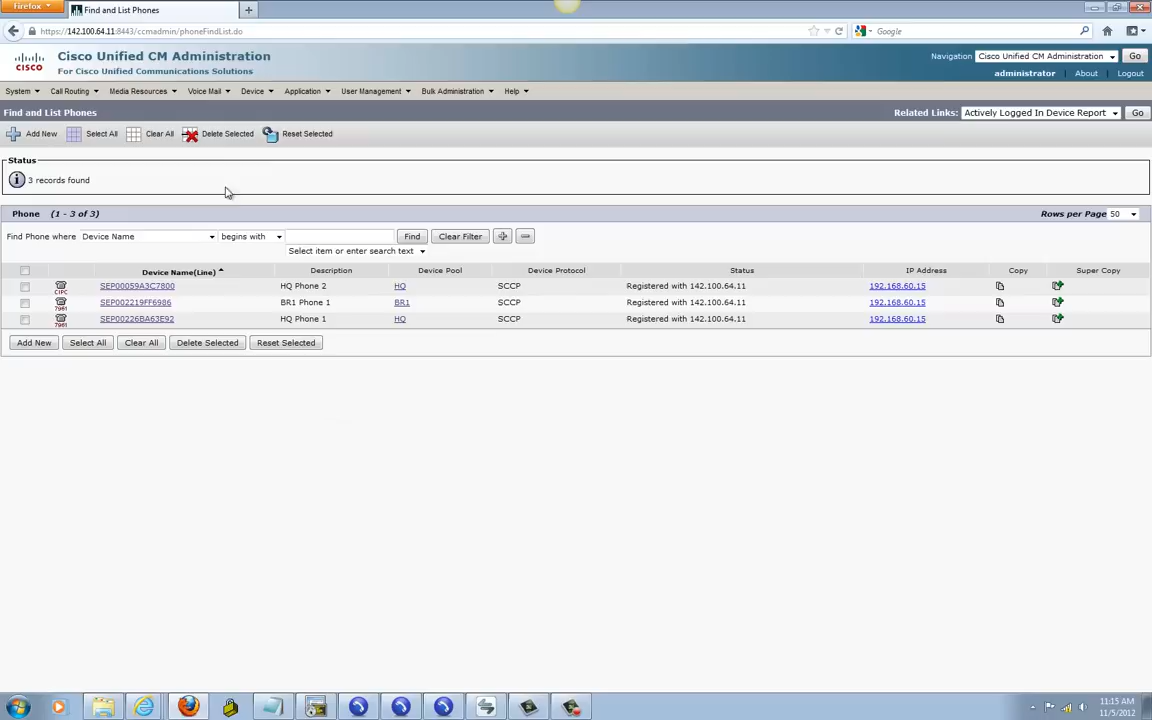 Firefox
Find and List Phones
https://142.100.64.11:8443/ccmadmin/phoneFindList.do
Google
CISCO
Cisco Unified CM Administration
For Cisco Unified Communications Solutions
Navigation Cisco Unified CM Administration Go
administrator About Logout
System Call Routing Media Resources Voice Mail Device Application User Management Bulk Administration Help
Find and List Phones
Related Links: Actively Logged In Device Report Go
Add New Select All Clear All Delete Selected Reset Selected
Status
3 records found
Phone (1 - 3 of 3)
Rows per Page 50
Find Phone where Device Name begins with Find Clear Filter
Select item or enter search text
Device Name(Line) Description Device Pool Device Protocol Status IP Address Copy Super Copy
CIPC SEP00059A3C7800 HQ Phone 2 HQ SCCP Registered with 142.100.64.11 192.168.60.15
7961 SEP002219FF6986 BR1 Phone 1 BR1 SCCP Registered with 142.100.64.11 192.168.60.15
7961 SEP00226BA63E92 HQ Phone 1 HQ SCCP Registered with 142.100.64.11 192.168.60.15
Add New Select All Clear All Delete Selected Reset Selected
11:15 AM
11/5/2012